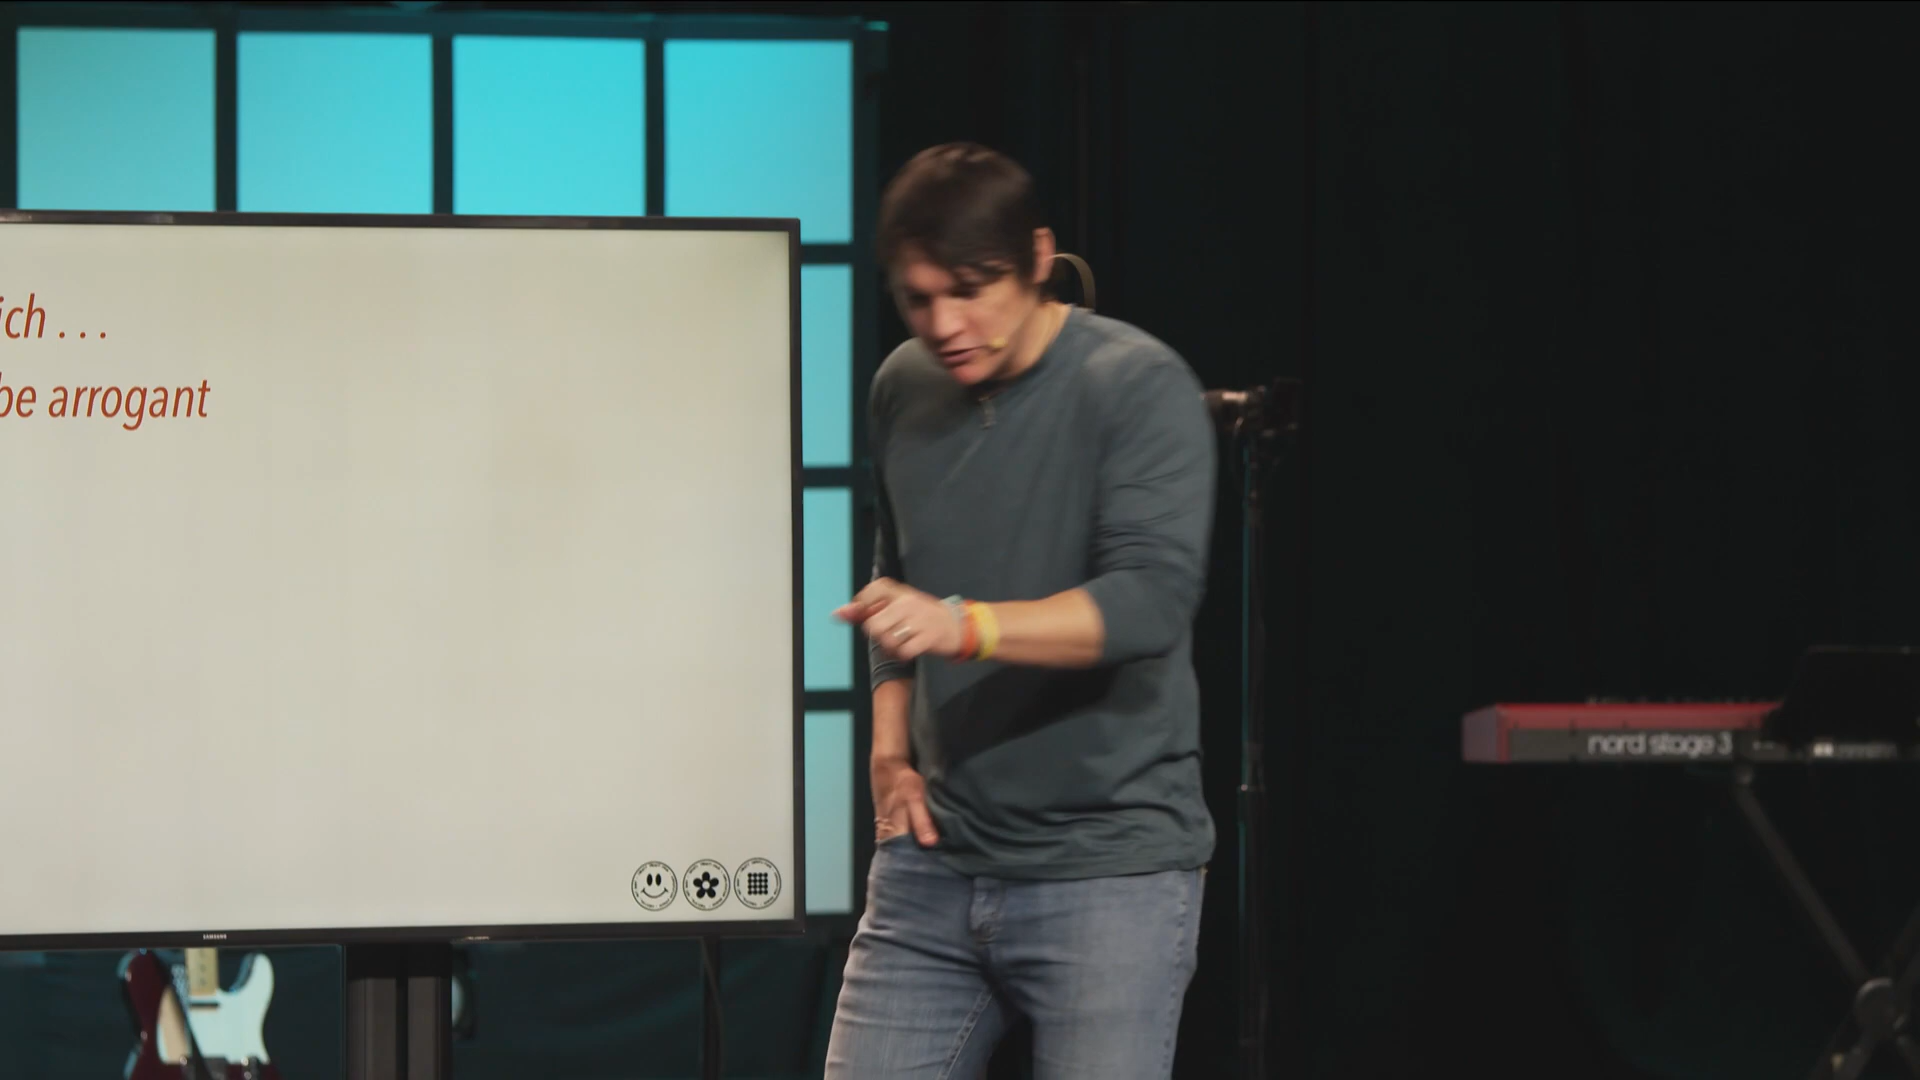 ich . . .
be arrogant
SAMSUNG
nord stage 3